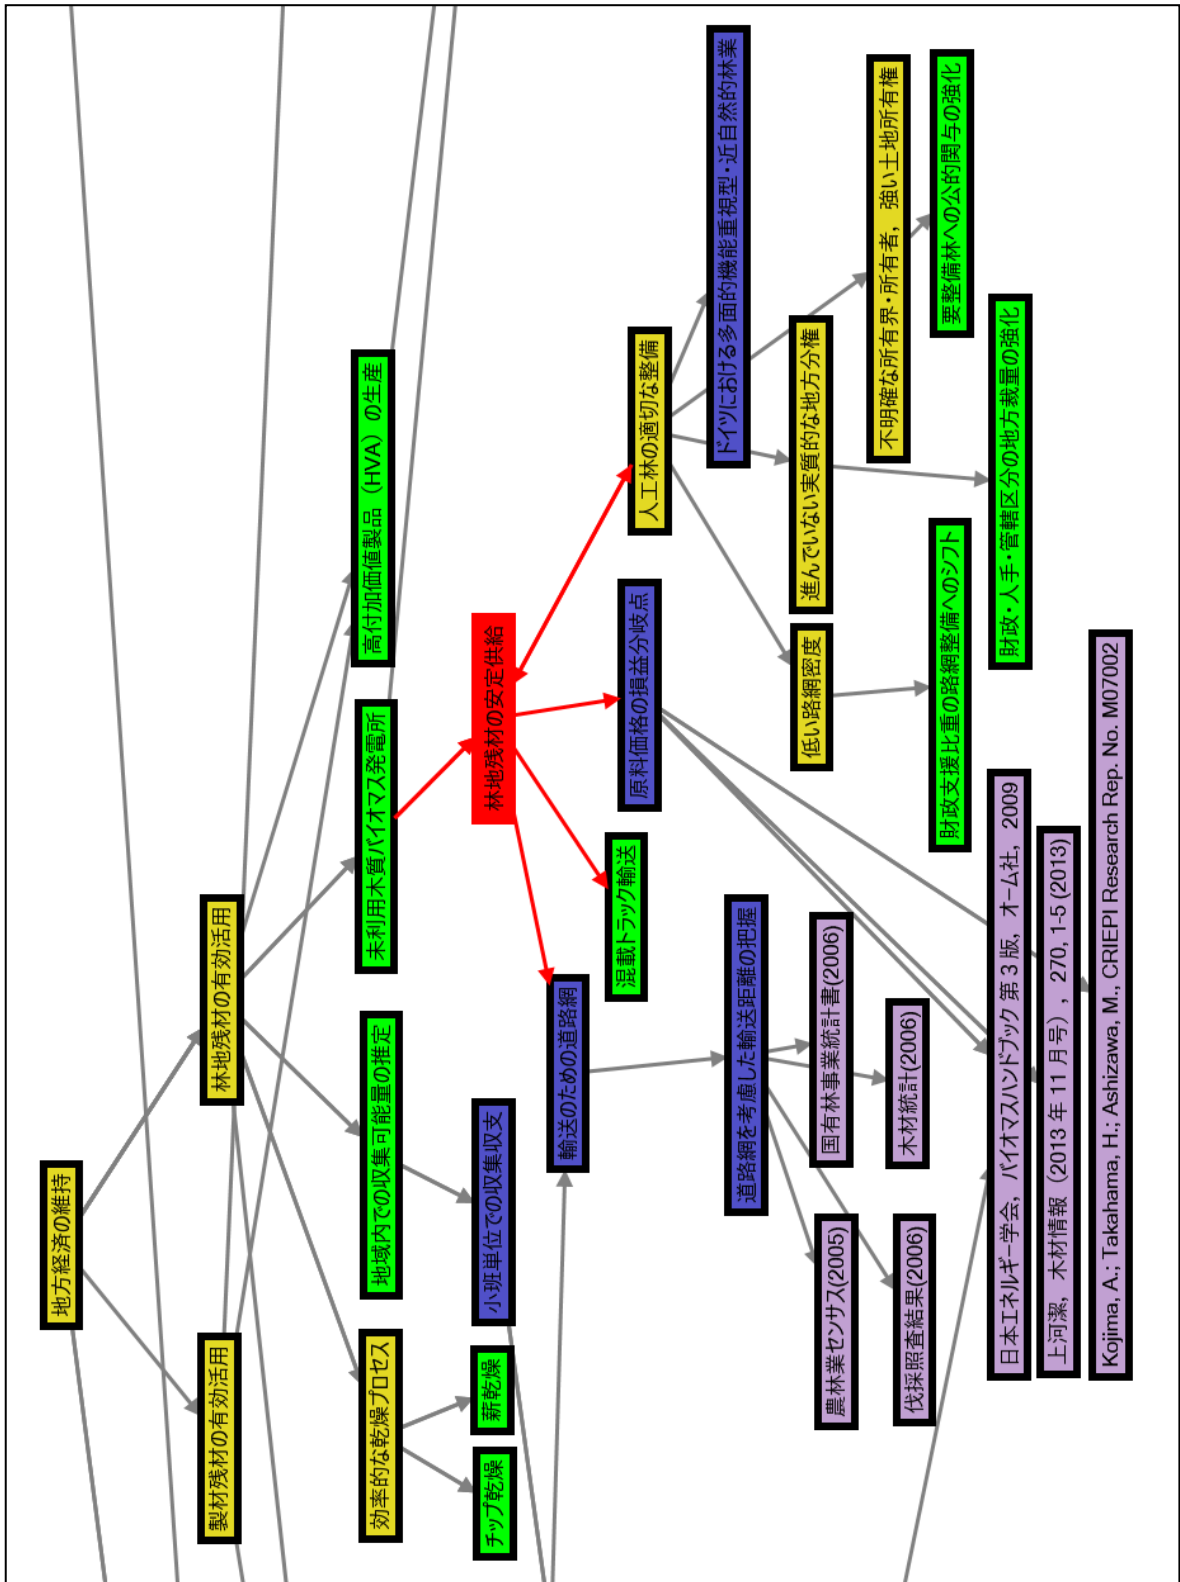 地方経済の維持
製材残材の有効活用
林地残材の有効活用
効率的な乾燥プロセス
地域内での収集可能量の推定
未利用木質バイオマス発電所
高付加価値製品（HVA）の生産
チップ乾燥
薪乾燥
小班単位での収集収支
林地残材の安定供給
輸送のための道路網
混載トラック輸送
原料価格の損益分岐点
人工林の適切な整備
道路網を考慮した輸送距離の把握
ドイツにおける多面的機能重視型・近自然的林業
農林業センサス(2005)
国有林事業統計書(2006)
低い路網密度
進んでいない実質的な地方分権
不明確な所有界・所有者，強い土地所有権
伐採照査結果(2006)
木材統計(2006)
財政支援比重の路網整備へのシフト
要整備林への公的関与の強化
日本エネルギー学会，バイオマスハンドブック 第３版，オーム社，2009
財政・人手・管轄区分の地方裁量の強化
上河潔，木材情報（2013 年 11 月号），270, 1-5 (2013)
Kojima, A.; Takahama, H.; Ashizawa, M., CRIEPI Research Rep. No. M07002